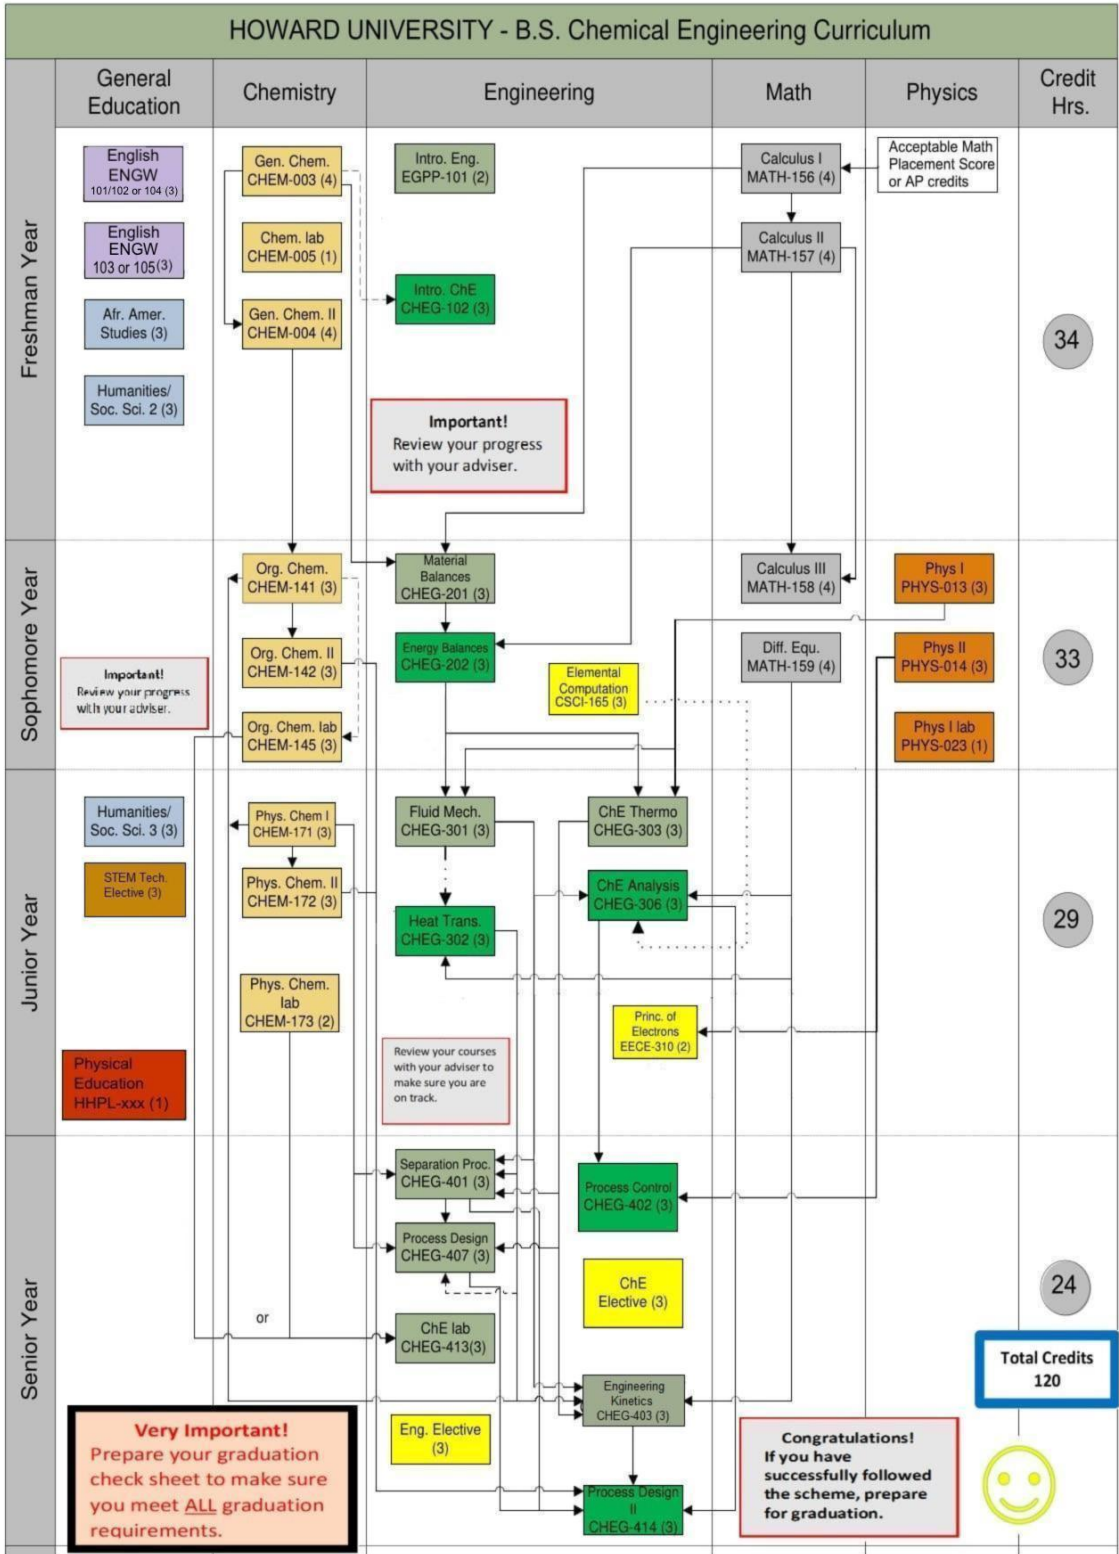 HOWARD UNIVERSITY - B.S. Chemical Engineering Curriculum
General
Education
Chemistry
Engineering
Math
Physics
Credit
Hrs.
Freshman Year
English
ENGW
101/102 or 104 (3)
Gen. Chem.
CHEM-003 (4)
Intro. Eng.
EGPP-101 (2)
Calculus I
MATH-156 (4)
Acceptable Math
Placement Score
or AP credits
English
ENGW
103 or 105(3)
Chem. lab
CHEM-005 (1)
Calculus II
MATH-157 (4)
Intro. ChE
CHEG-102 (3)
Afr. Amer.
Studies (3)
Gen. Chem. II
CHEM-004 (4)
34
Humanities/
Soc. Sci. 2 (3)
Important!
Review your progress
with your adviser.
Sophomore Year
Org. Chem.
CHEM-141 (3)
Material
Balances
CHEG-201 (3)
Calculus III
MATH-158 (4)
Phys I
PHYS-013 (3)
Org. Chem. II
CHEM-142 (3)
Energy Balances
CHEG-202 (3)
Diff. Equ.
MATH-159 (4)
Phys II
PHYS-014 (3)
33
Important!
Review your progress
with your adviser.
Elemental
Computation
CSCI-165 (3)
Org. Chem. lab
CHEM-145 (3)
Phys I lab
PHYS-023 (1)
Junior Year
Humanities/
Soc. Sci. 3 (3)
Phys. Chem I
CHEM-171 (3)
Fluid Mech.
CHEG-301 (3)
ChE Thermo
CHEG-303 (3)
STEM Tech.
Elective (3)
Phys. Chem. II
CHEM-172 (3)
ChE Analysis
CHEG-306 (3)
Heat Trans.
CHEG-302 (3)
29
Phys. Chem.
lab
CHEM-173 (2)
Princ. of
Electrons
EECE-310 (2)
Physical
Education
HHPL-xxx (1)
Review your courses
with your adviser to
make sure you are
on track.
Senior Year
Separation Proc.
CHEG-401 (3)
Process Control
CHEG-402 (3)
Process Design
CHEG-407 (3)
ChE
Elective (3)
24
or
ChE lab
CHEG-413(3)
Total Credits
120
Engineering
Kinetics
CHEG-403 (3)
Very Important!
Prepare your graduation
check sheet to make sure
you meet ALL graduation
requirements.
Eng. Elective
(3)
Congratulations!
If you have
successfully followed
the scheme, prepare
for graduation.
Process Design
II
CHEG-414 (3)